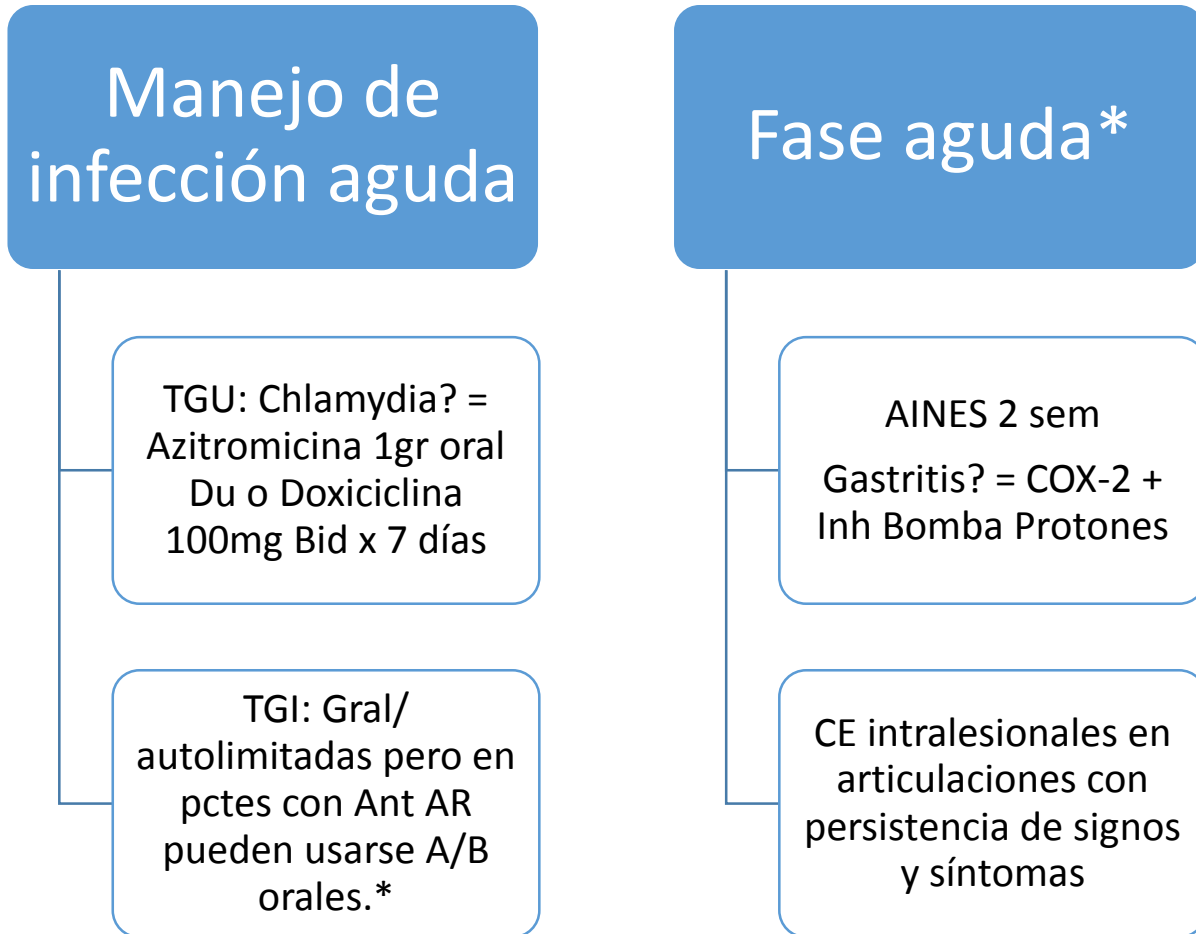 Manejo de
infección aguda
TGU: Chlamydia? =
Azitromicina 1gr oral
Du o Doxiciclina
100mg Bid x 7 días
TGI: Gral/
autolimitadas pero en
pctes con Ant AR
pueden usarse A/B
orales.*
Fase aguda*
AINES 2 sem
Gastritis? = COX-2 +
Inh Bomba Protones
CE intralesionales en
articulaciones con
persistencia de signos
y síntomas